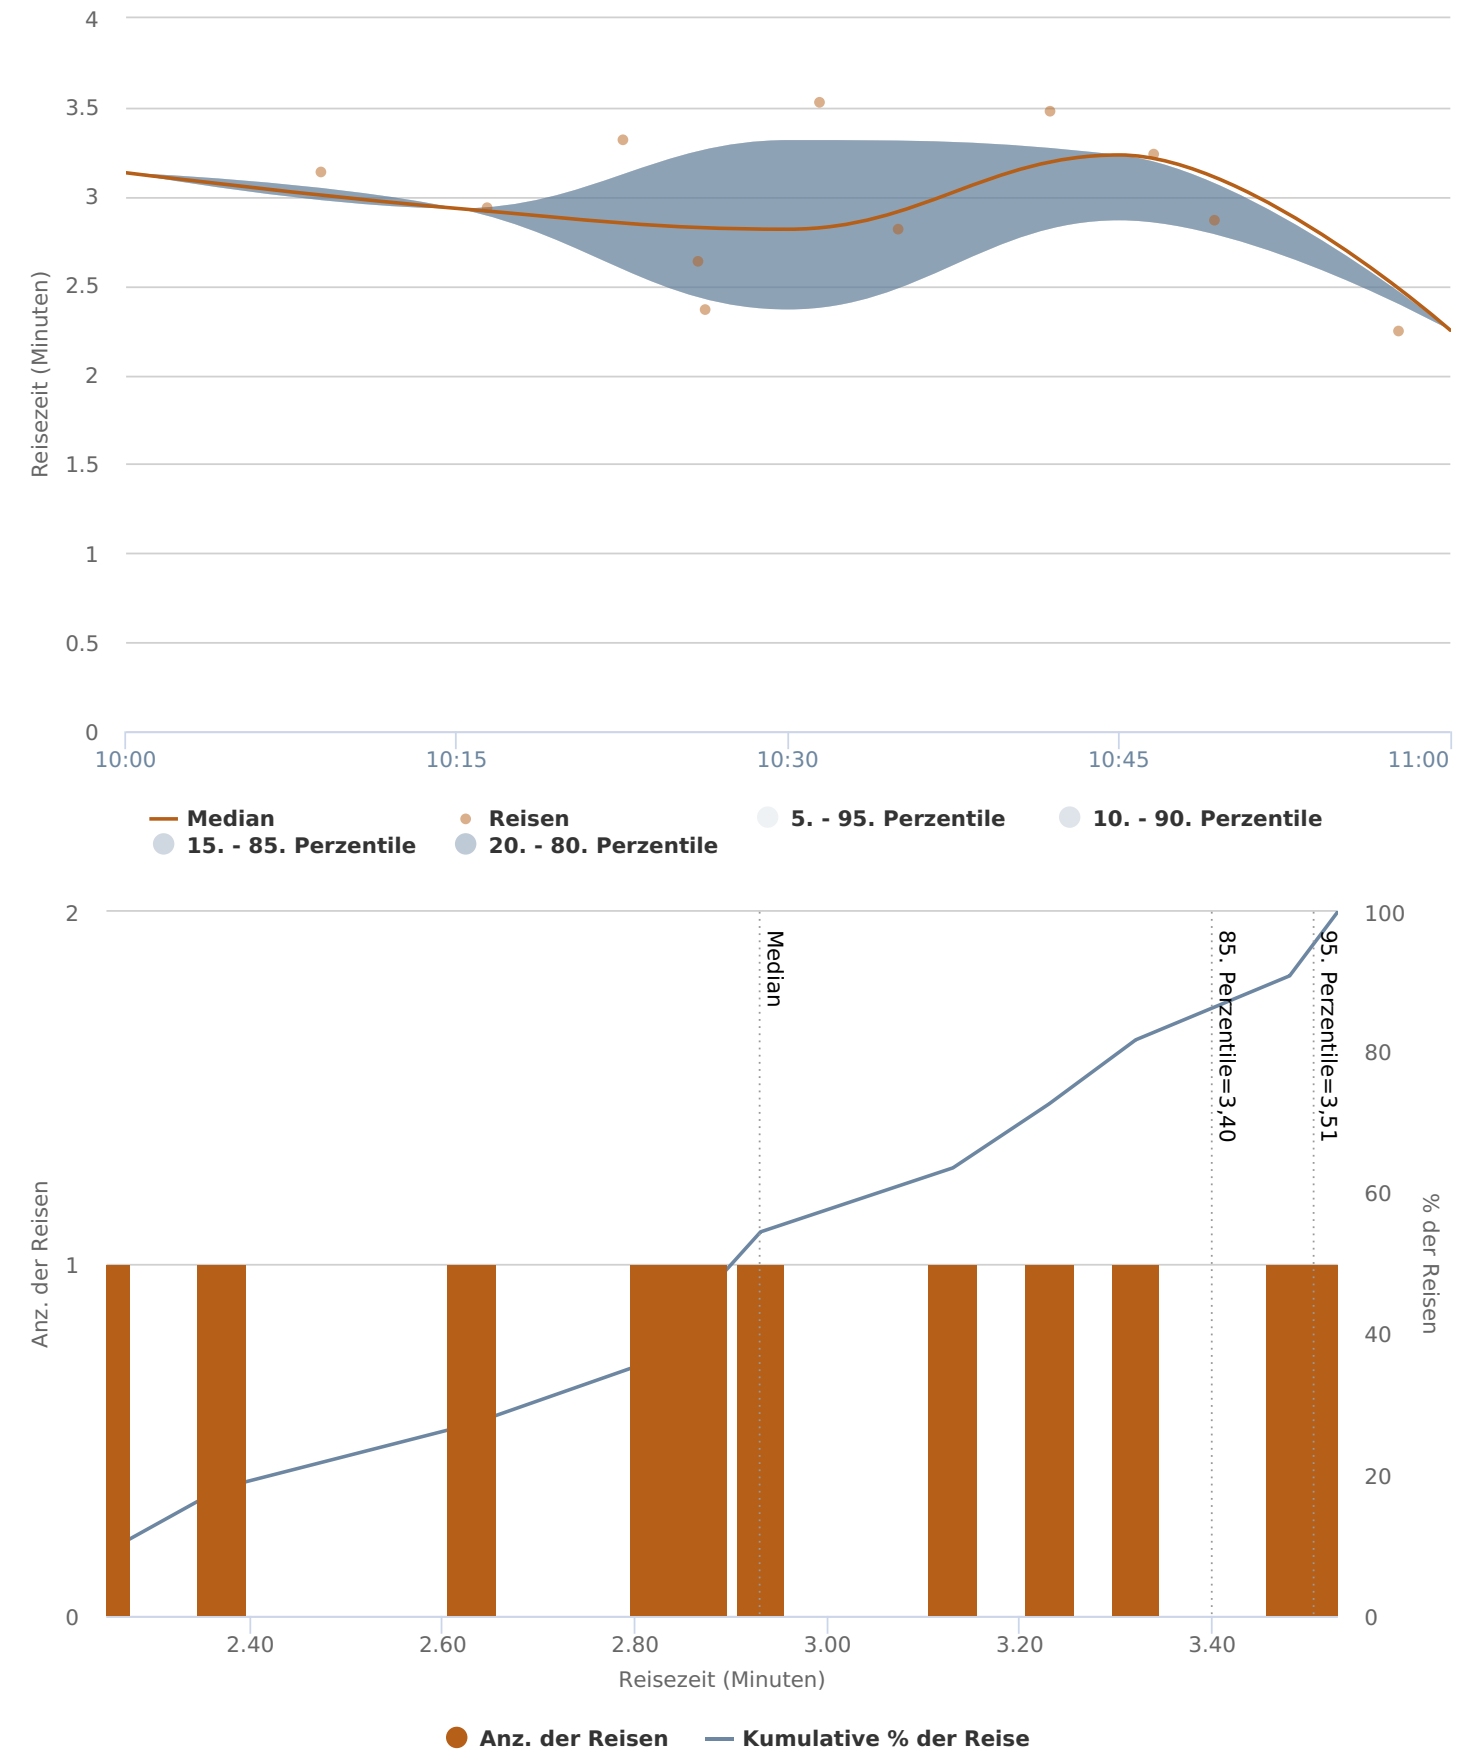 4
3.5
3
2.5
2
1.5
1
0.5
0
Reisezeit (Minuten)
10:00 10:15 10:30 10:45 11:00
Median Reisen 5. - 95. Perzentile 10. - 90. Perzentile
15. - 85. Perzentile 20. - 80. Perzentile
2
1
0
Anz. der Reisen
Median
85. Perzentile=3,40
95. Perzentile=3,51
100
80
60
40
20
0
% der Reisen
2.40 2.60 2.80 3.00 3.20 3.40
Reisezeit (Minuten)
Anz. der Reisen Kumulative % der Reise